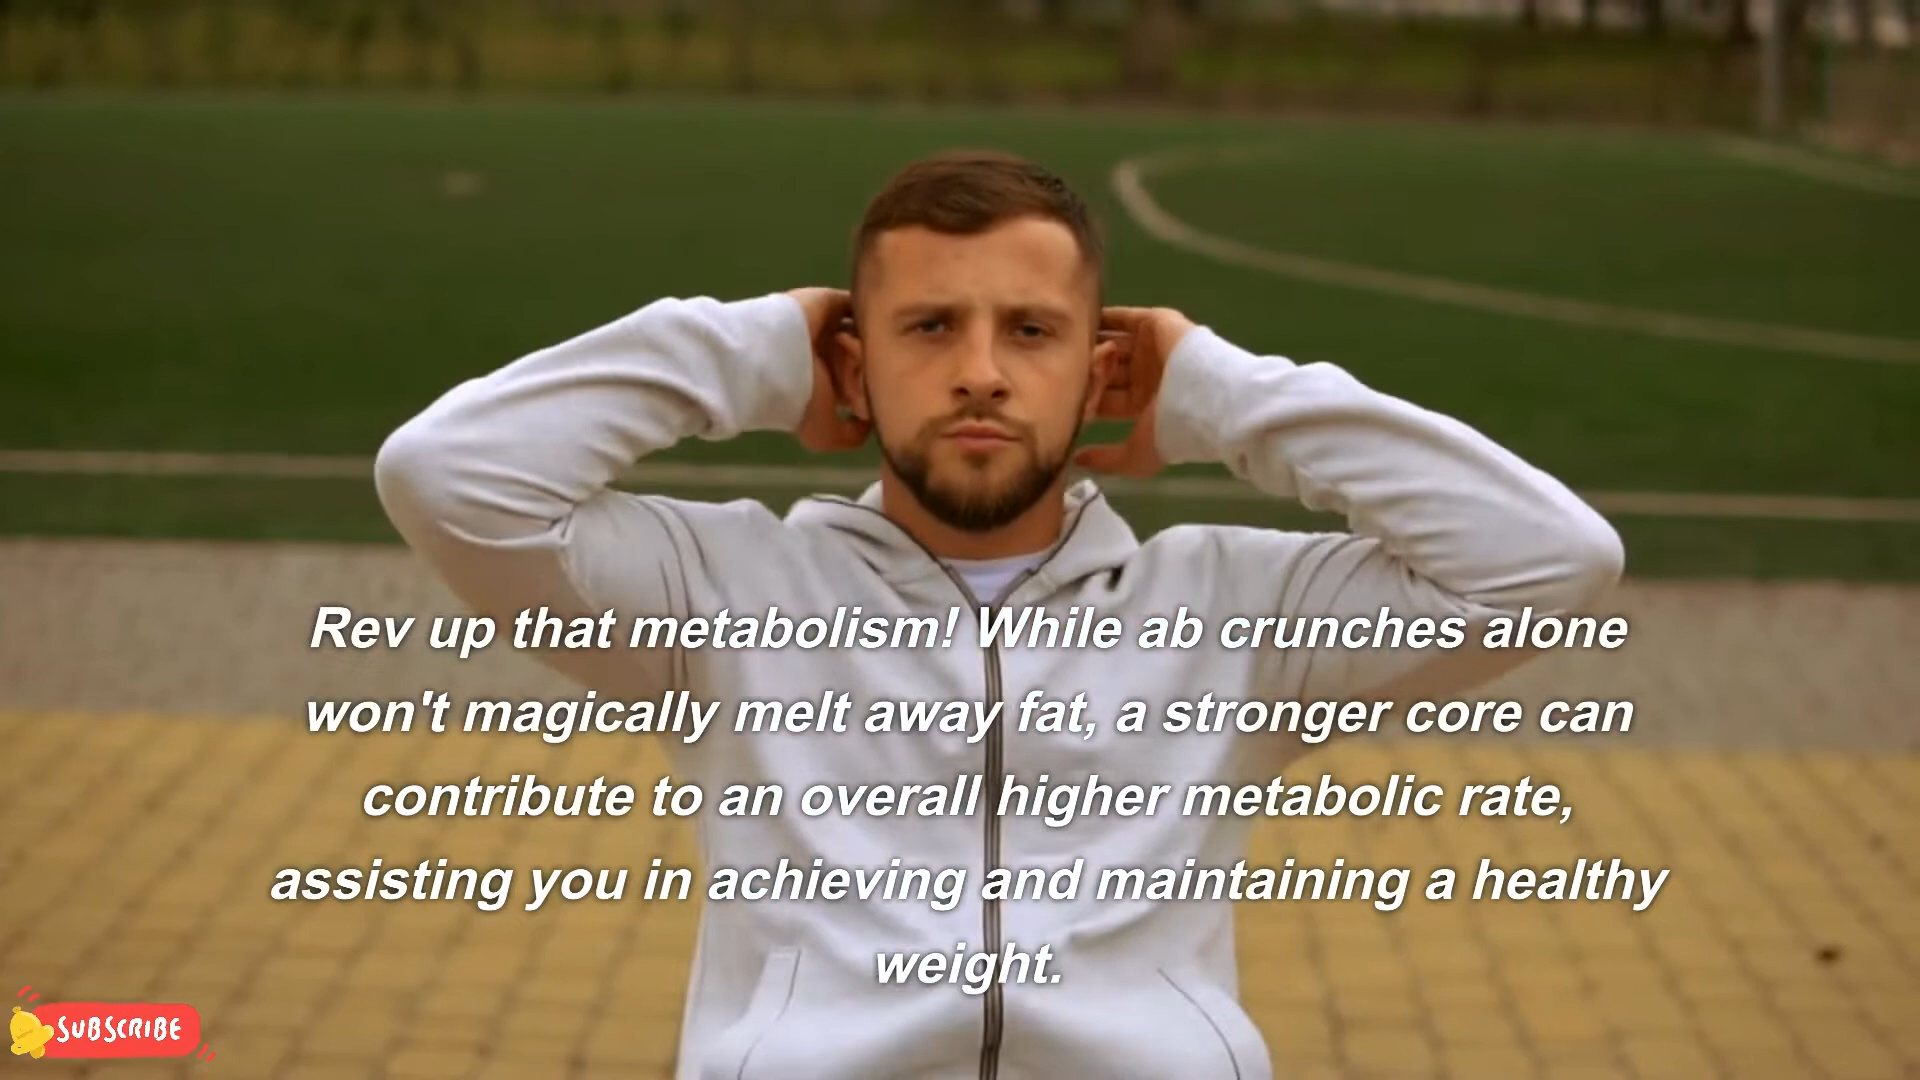 Rev up that metabolism! While ab crunches alone
won't magically melt away fat, a stronger core can
contribute to an overall higher metabolic rate,
assisting you in achieving and maintaining a healthy
weight.
SUBSCRIBE